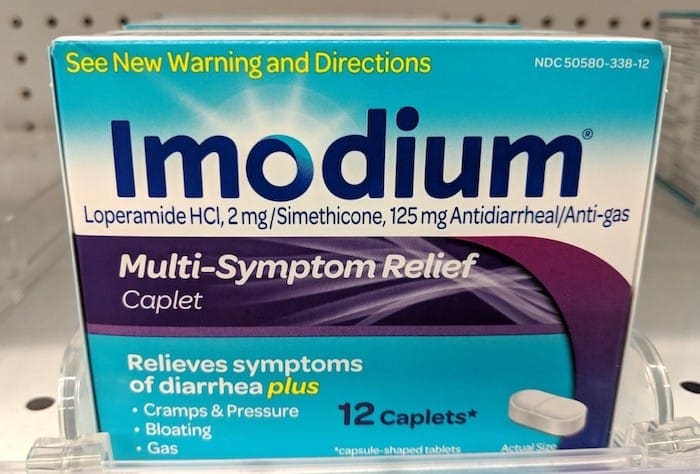 See New Warning and Directions
NDC 50580-338-12
Imodium®
Loperamide HCl, 2 mg/Simethicone, 125 mg Antidiarrheal/Anti-gas
Multi-Symptom Relief
Caplet
Relieves symptoms
of diarrhea plus
• Cramps & Pressure
• Bloating
• Gas
12 Caplets*
*capsule-shaped tablets
Actual Size